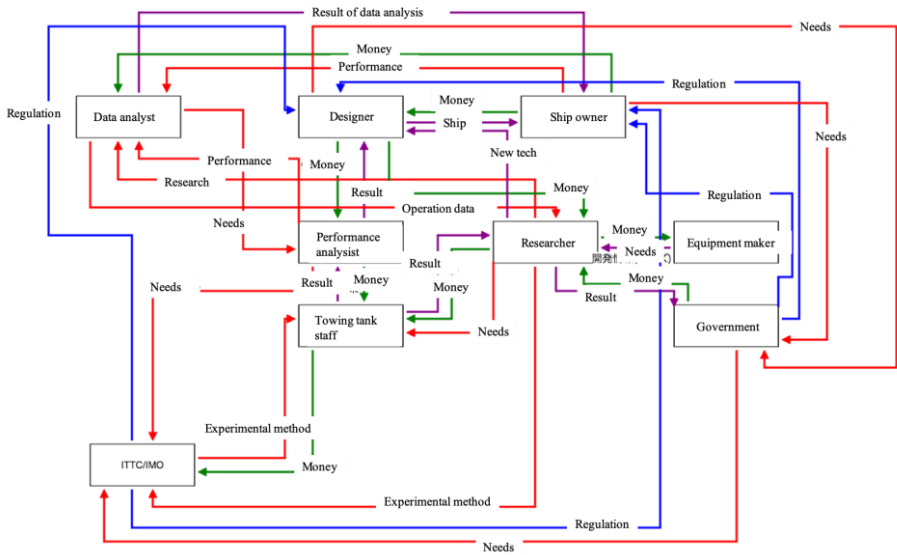 Result of data analysis
Needs
Money
Performance
Regulation
Regulation
Data analyst
Designer
Money
Ship
Ship owner
Needs
New tech
Performance
Money
Research
Result
Money
Regulation
Operation data
Needs
Performance
analysist
Researcher
Money
Needs
Equipment maker
開発
Result
Money
Needs
Result
Money
Money
Result
Towing tank
staff
Needs
Government
Experimental method
ITTC/IMO
Money
Experimental method
Regulation
Needs